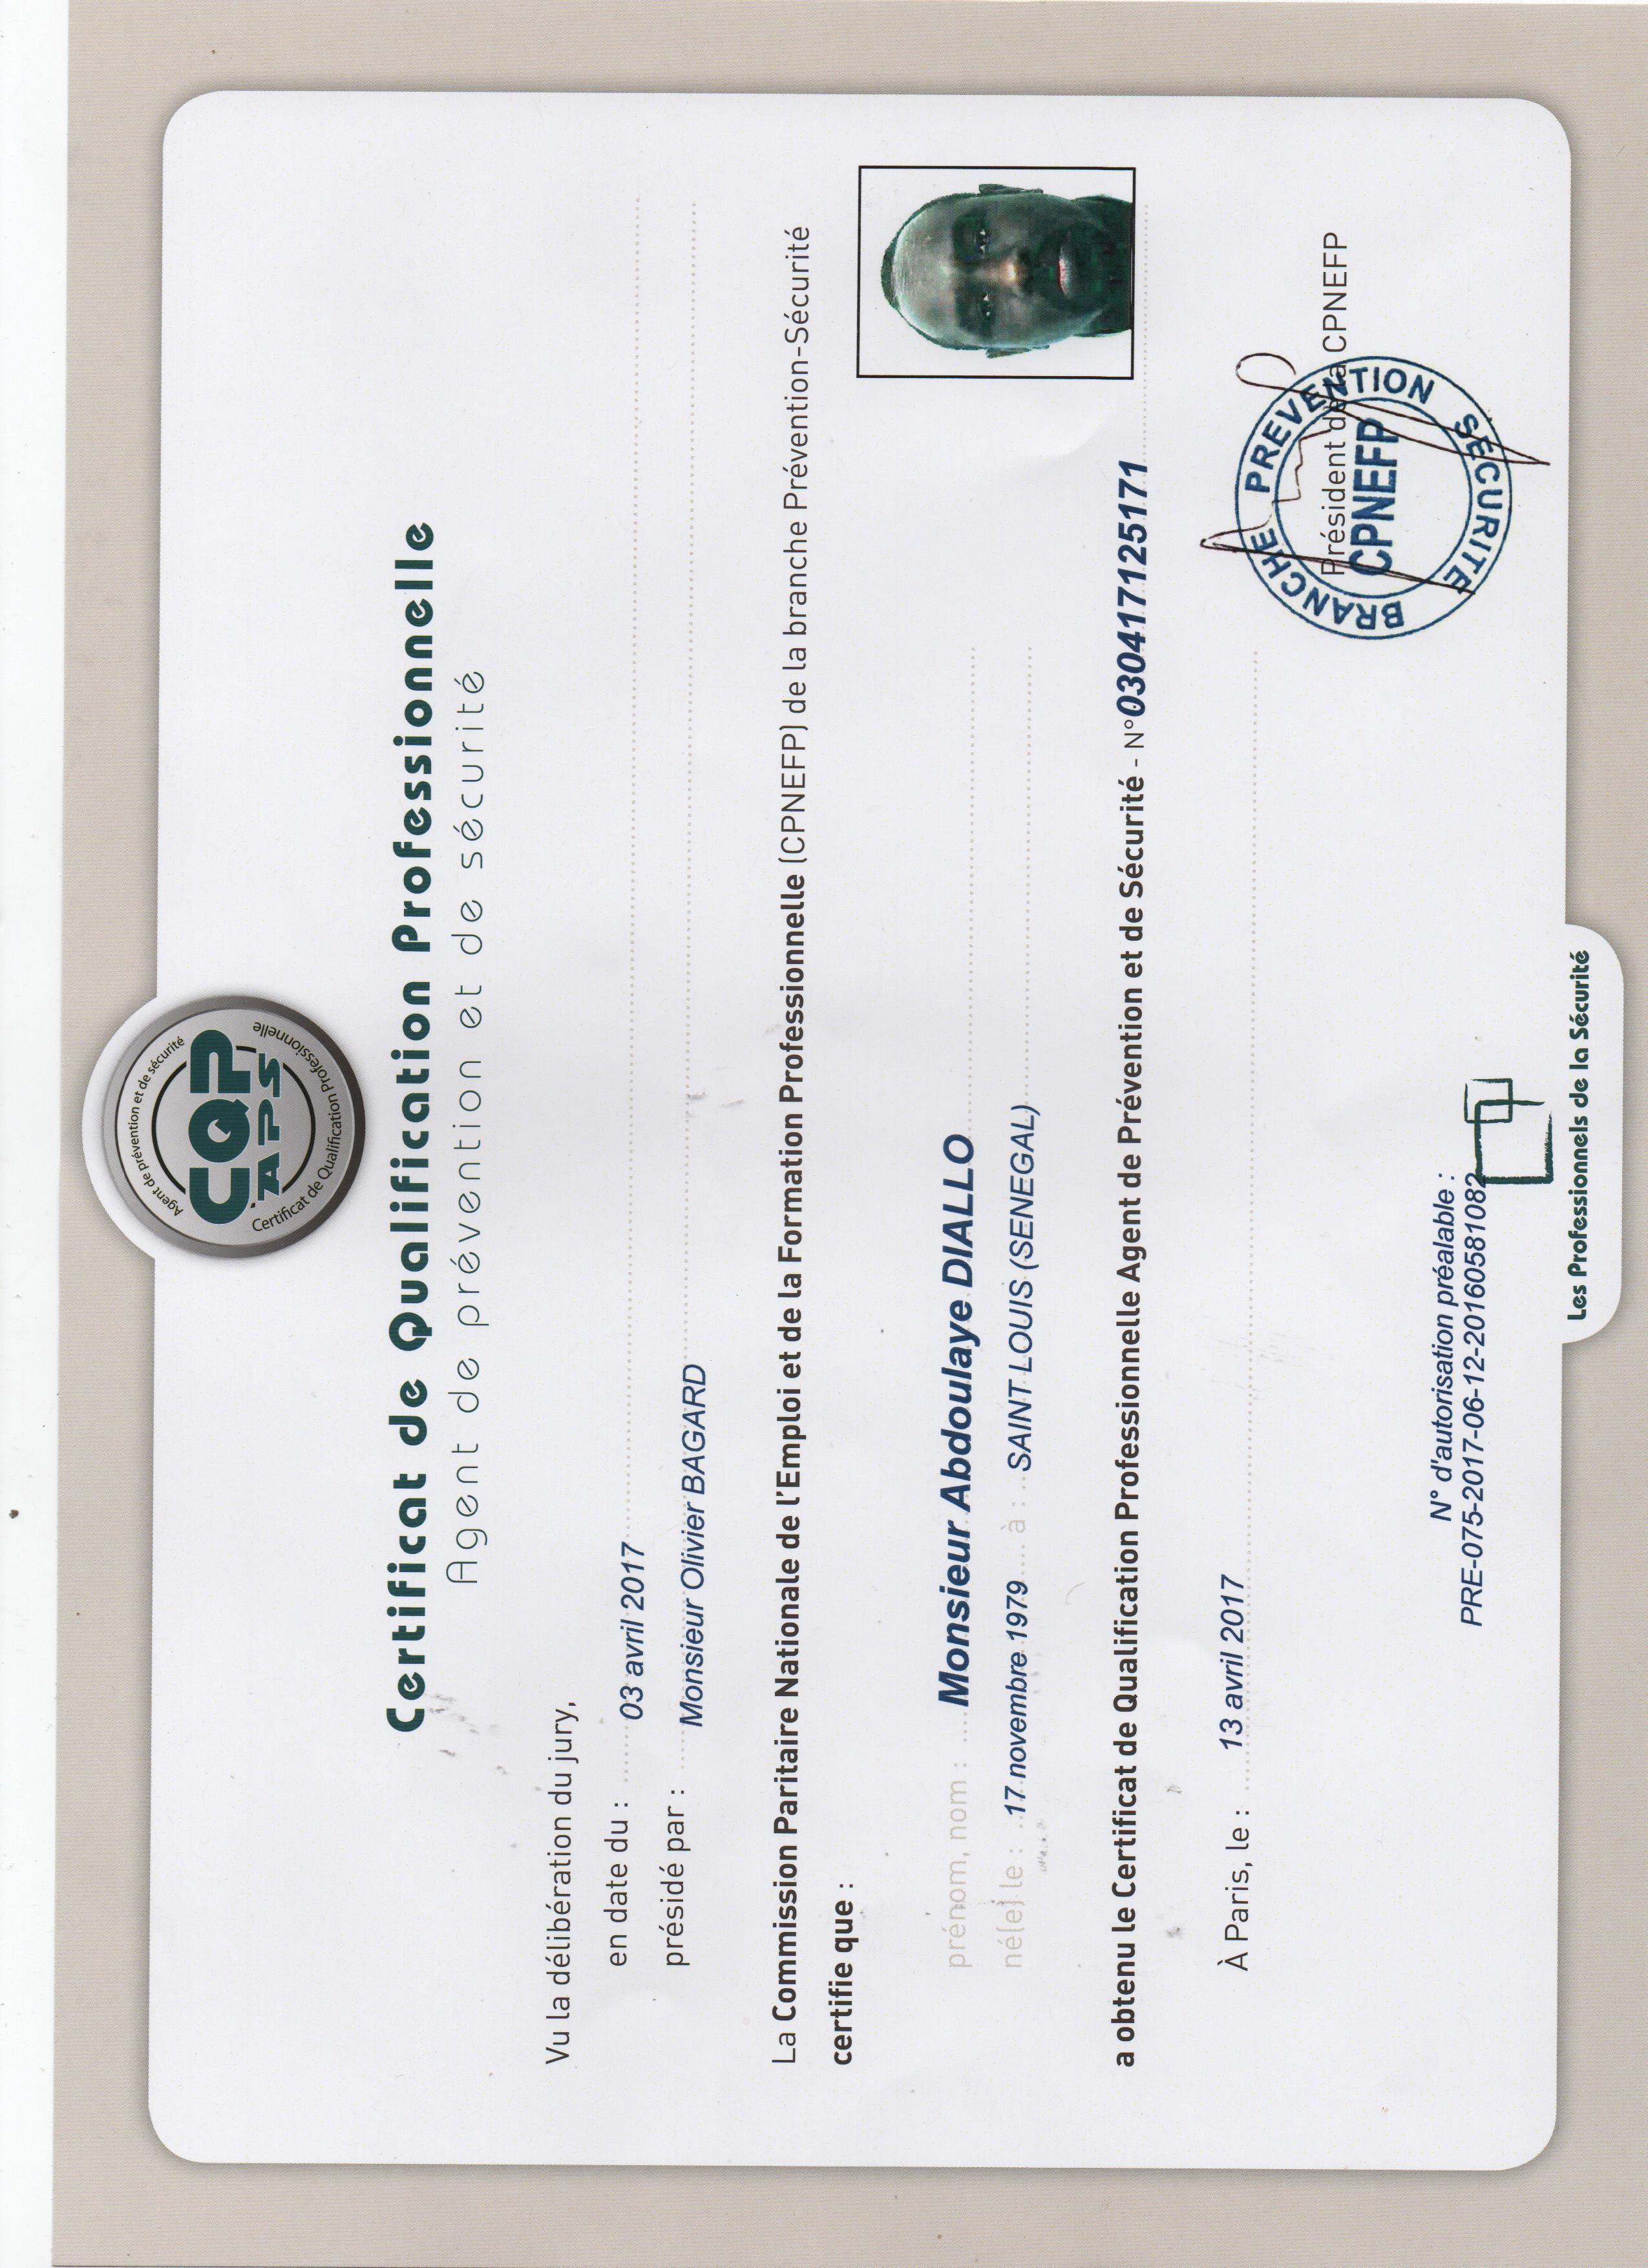 Agent de prévention et de sécurité
CQP
APS
Certificat de Qualification Professionnelle
Certificat de Qualification Professionnelle
Agent de prévention et de sécurité
Vu la délibération du jury,
en date du : 03 avril 2017
présidé par : Monsieur Olivier BAGARD
La Commission Paritaire Nationale de l'Emploi et de la Formation Professionnelle (CPNEFP) de la branche Prévention-Sécurité
certifie que :
prénom, nom : Monsieur Abdoulaye DIALLO
né(e) le : 17 novembre 1979 à : SAINT LOUIS (SENEGAL)
a obtenu le Certificat de Qualification Professionnelle Agent de Prévention et de Sécurité - N°030417125171
À Paris, le : 13 avril 2017
Président de la CPNEFP
BRANCHE PREVENTION SÉCURITÉ
CPNEFP
N° d'autorisation préalable :
PRE-075-2017-06-12-20160581082
Les Professionnels de la Sécurité